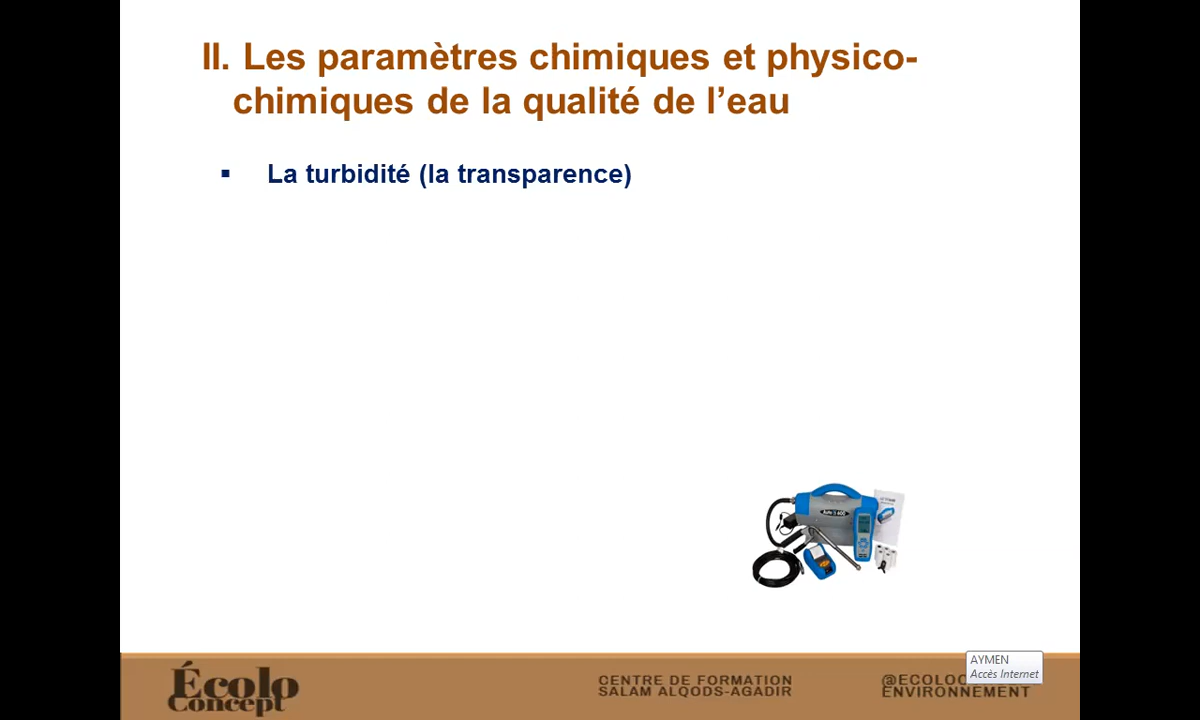 II. Les paramètres chimiques et physico-
chimiques de la qualité de l’eau
▪ La turbidité (la transparence)
Écolo
Concept
CENTRE DE FORMATION
SALAM ALQODS-AGADIR
ENVIRONNEMENT
AYMEN
Accès Internet